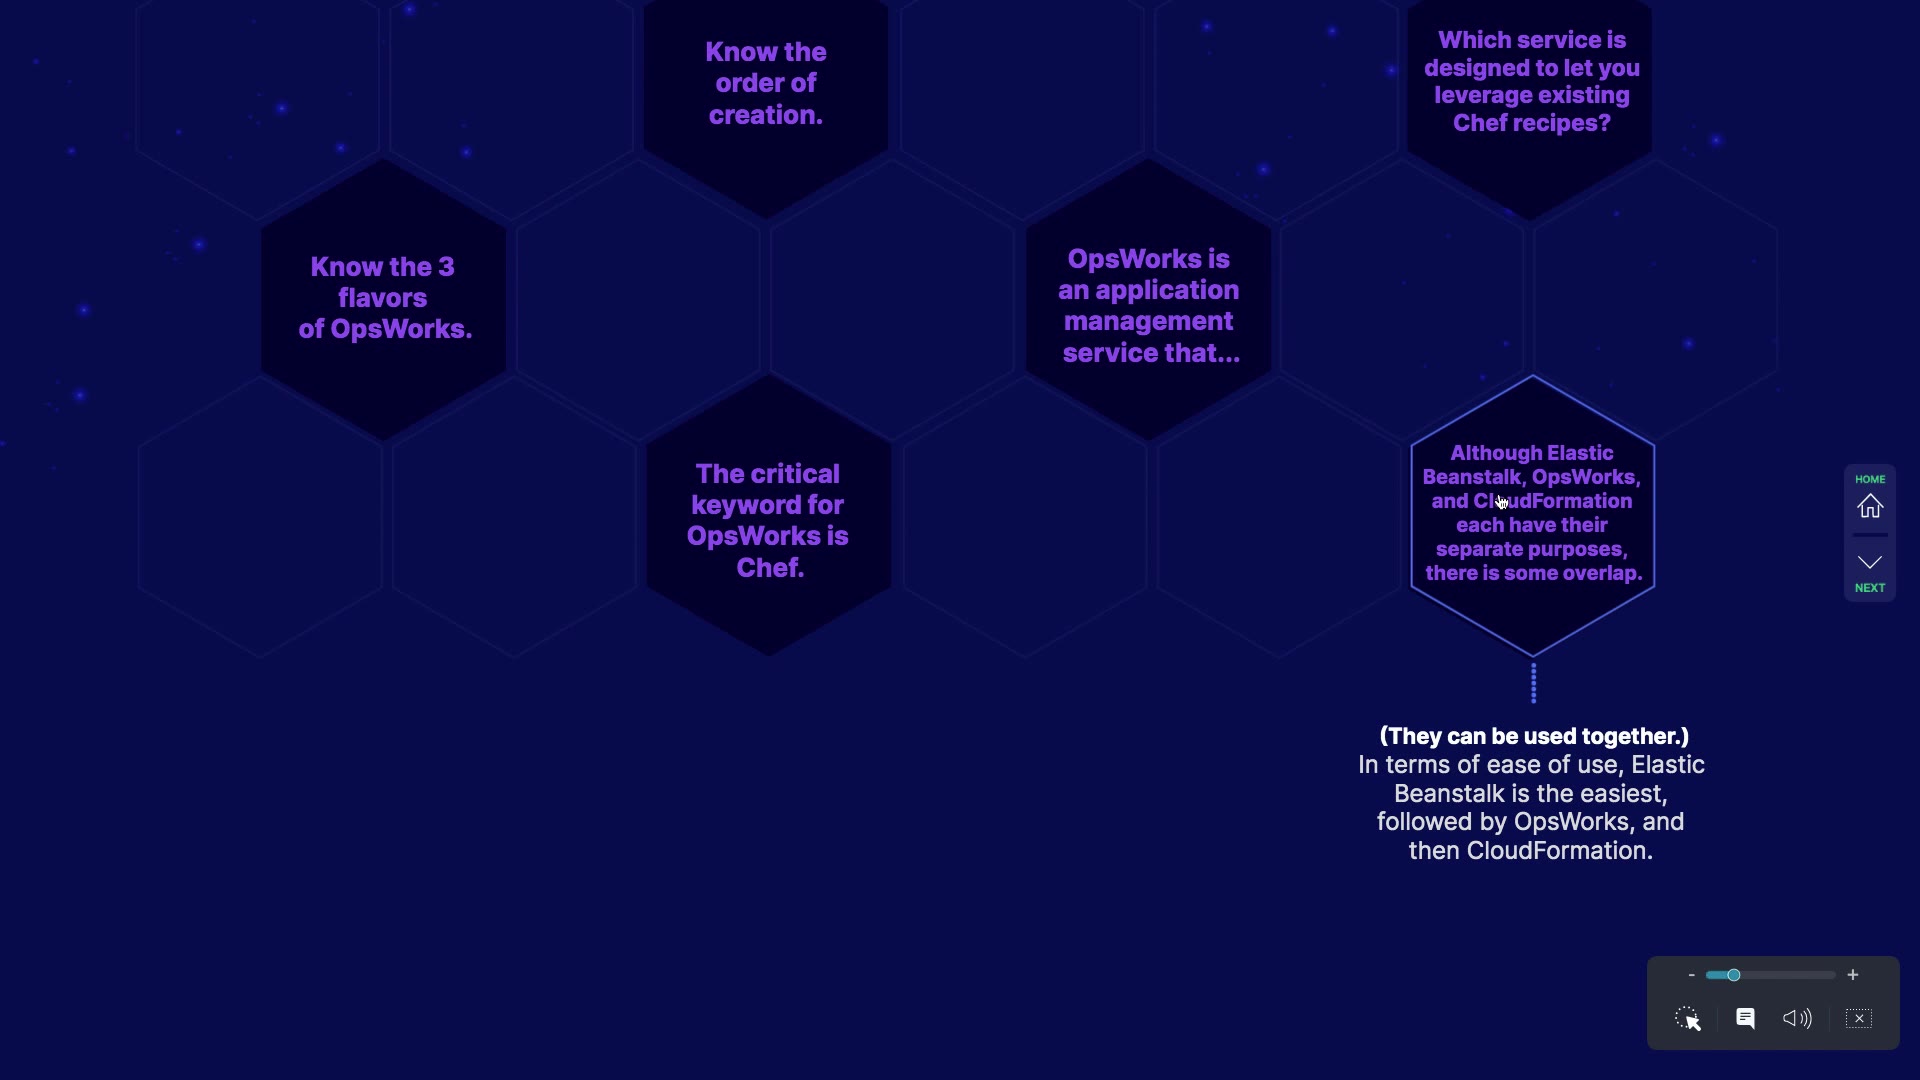 Know the
order of
creation.
Which service is
designed to let you
leverage existing
Chef recipes?
Know the 3
flavors
of OpsWorks.
OpsWorks is
an application
management
service that...
The critical
keyword for
OpsWorks is
Chef.
Although Elastic
Beanstalk, OpsWorks,
and CloudFormation
each have their
separate purposes,
there is some overlap.
HOME
NEXT
(They can be used together.)
In terms of ease of use, Elastic
Beanstalk is the easiest,
followed by OpsWorks, and
then CloudFormation.
- +